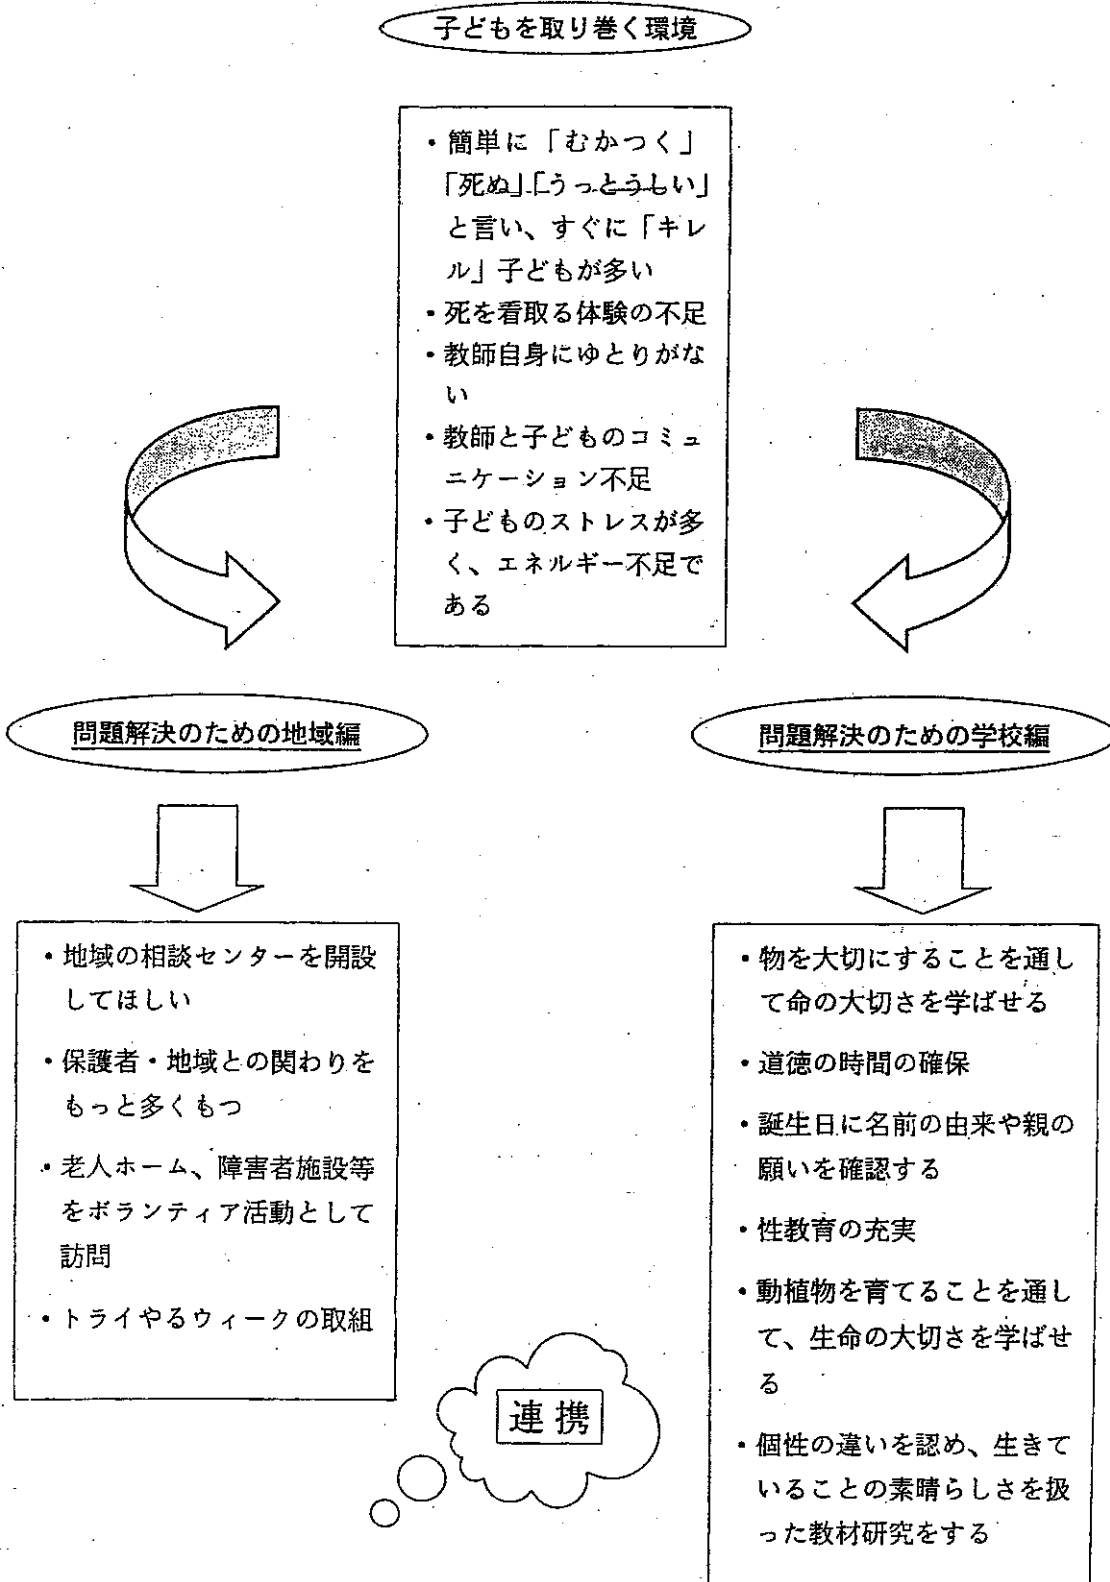 子どもを取り巻く環境
・簡単に「むかつく」
「死ぬ」「うっとうしい」
と言い、すぐに「キレ
ル」子どもが多い
・死を看取る体験の不足
・教師自身にゆとりがな
い
・教師と子どものコミュ
ニケーション不足
・子どものストレスが多
く、エネルギー不足で
ある
問題解決のための地域編
・地域の相談センターを開設
してほしい
・保護者・地域との関わりを
もっと多くもつ
・老人ホーム、障害者施設等
をボランティア活動として
訪問
・トライやるウィークの取組
問題解決のための学校編
・物を大切にすることを通し
て命の大切さを学ばせる
・道徳の時間の確保
・誕生日に名前の由来や親の
願いを確認する
・性教育の充実
・動植物を育てることを通し
て、生命の大切さを学ばせ
る
・個性の違いを認め、生きて
いることの素晴らしさを扱
った教材研究をする
連携